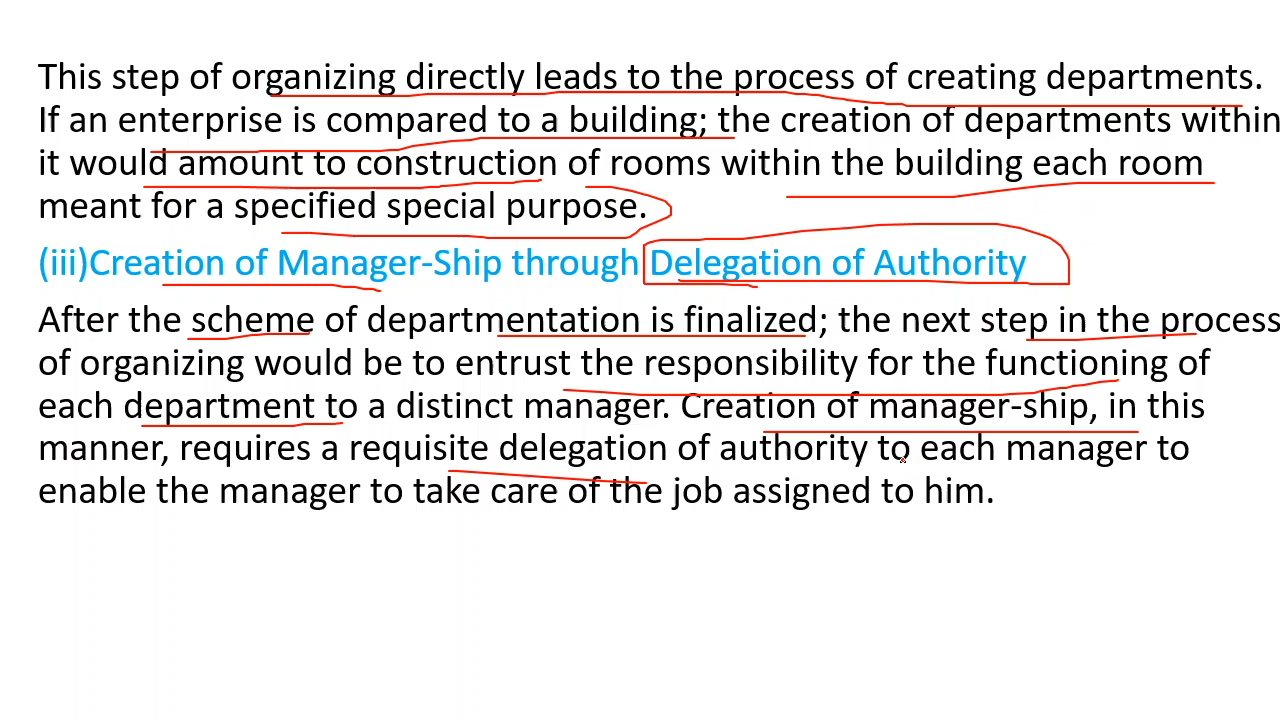 This step of organizing directly leads to the process of creating departments.
If an enterprise is compared to a building; the creation of departments within
it would amount to construction of rooms within the building each room
meant for a specified special purpose.
(iii)Creation of Manager-Ship through Delegation of Authority
After the scheme of departmentation is finalized; the next step in the process
of organizing would be to entrust the responsibility for the functioning of
each department to a distinct manager. Creation of manager-ship, in this
manner, requires a requisite delegation of authority to each manager to
enable the manager to take care of the job assigned to him.